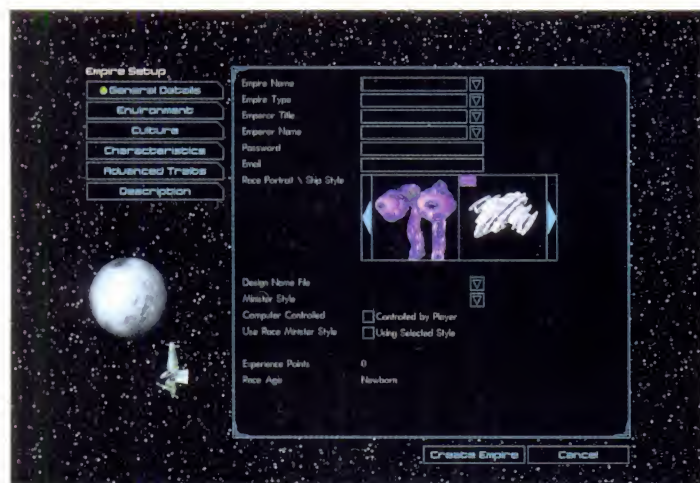 Empire Setup
General Details
Environment
Culture
Characteristics
Advanced Traits
Description
Empire Name
Empire Type
Emperor Title
Emperor Name
Password
Email
Race Portrait \ Ship Style
Design Name File
Minister Style
Computer Controlled
Controlled by Player
Use Race Minister Style
Using Selected Style
Experience Points
0
Race Age
Newborn
Create Empire
Cancel